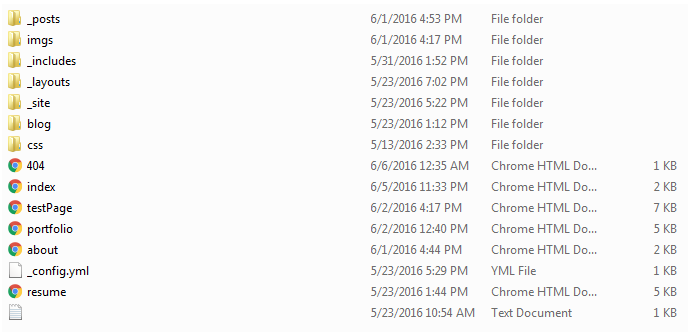 _posts 6/1/2016 4:53 PM File folder
imgs 6/1/2016 4:17 PM File folder
_includes 5/31/2016 1:52 PM File folder
_layouts 5/23/2016 7:02 PM File folder
_site 5/23/2016 5:22 PM File folder
blog 5/23/2016 1:12 PM File folder
css 5/13/2016 2:33 PM File folder
404 6/6/2016 12:35 AM Chrome HTML Do... 1 KB
index 6/5/2016 11:33 PM Chrome HTML Do... 2 KB
testPage 6/2/2016 4:17 PM Chrome HTML Do... 7 KB
portfolio 6/2/2016 12:40 PM Chrome HTML Do... 5 KB
about 6/1/2016 4:44 PM Chrome HTML Do... 2 KB
_config.yml 5/23/2016 5:29 PM YML File 1 KB
resume 5/23/2016 1:44 PM Chrome HTML Do... 5 KB
5/23/2016 10:54 AM Text Document 1 KB